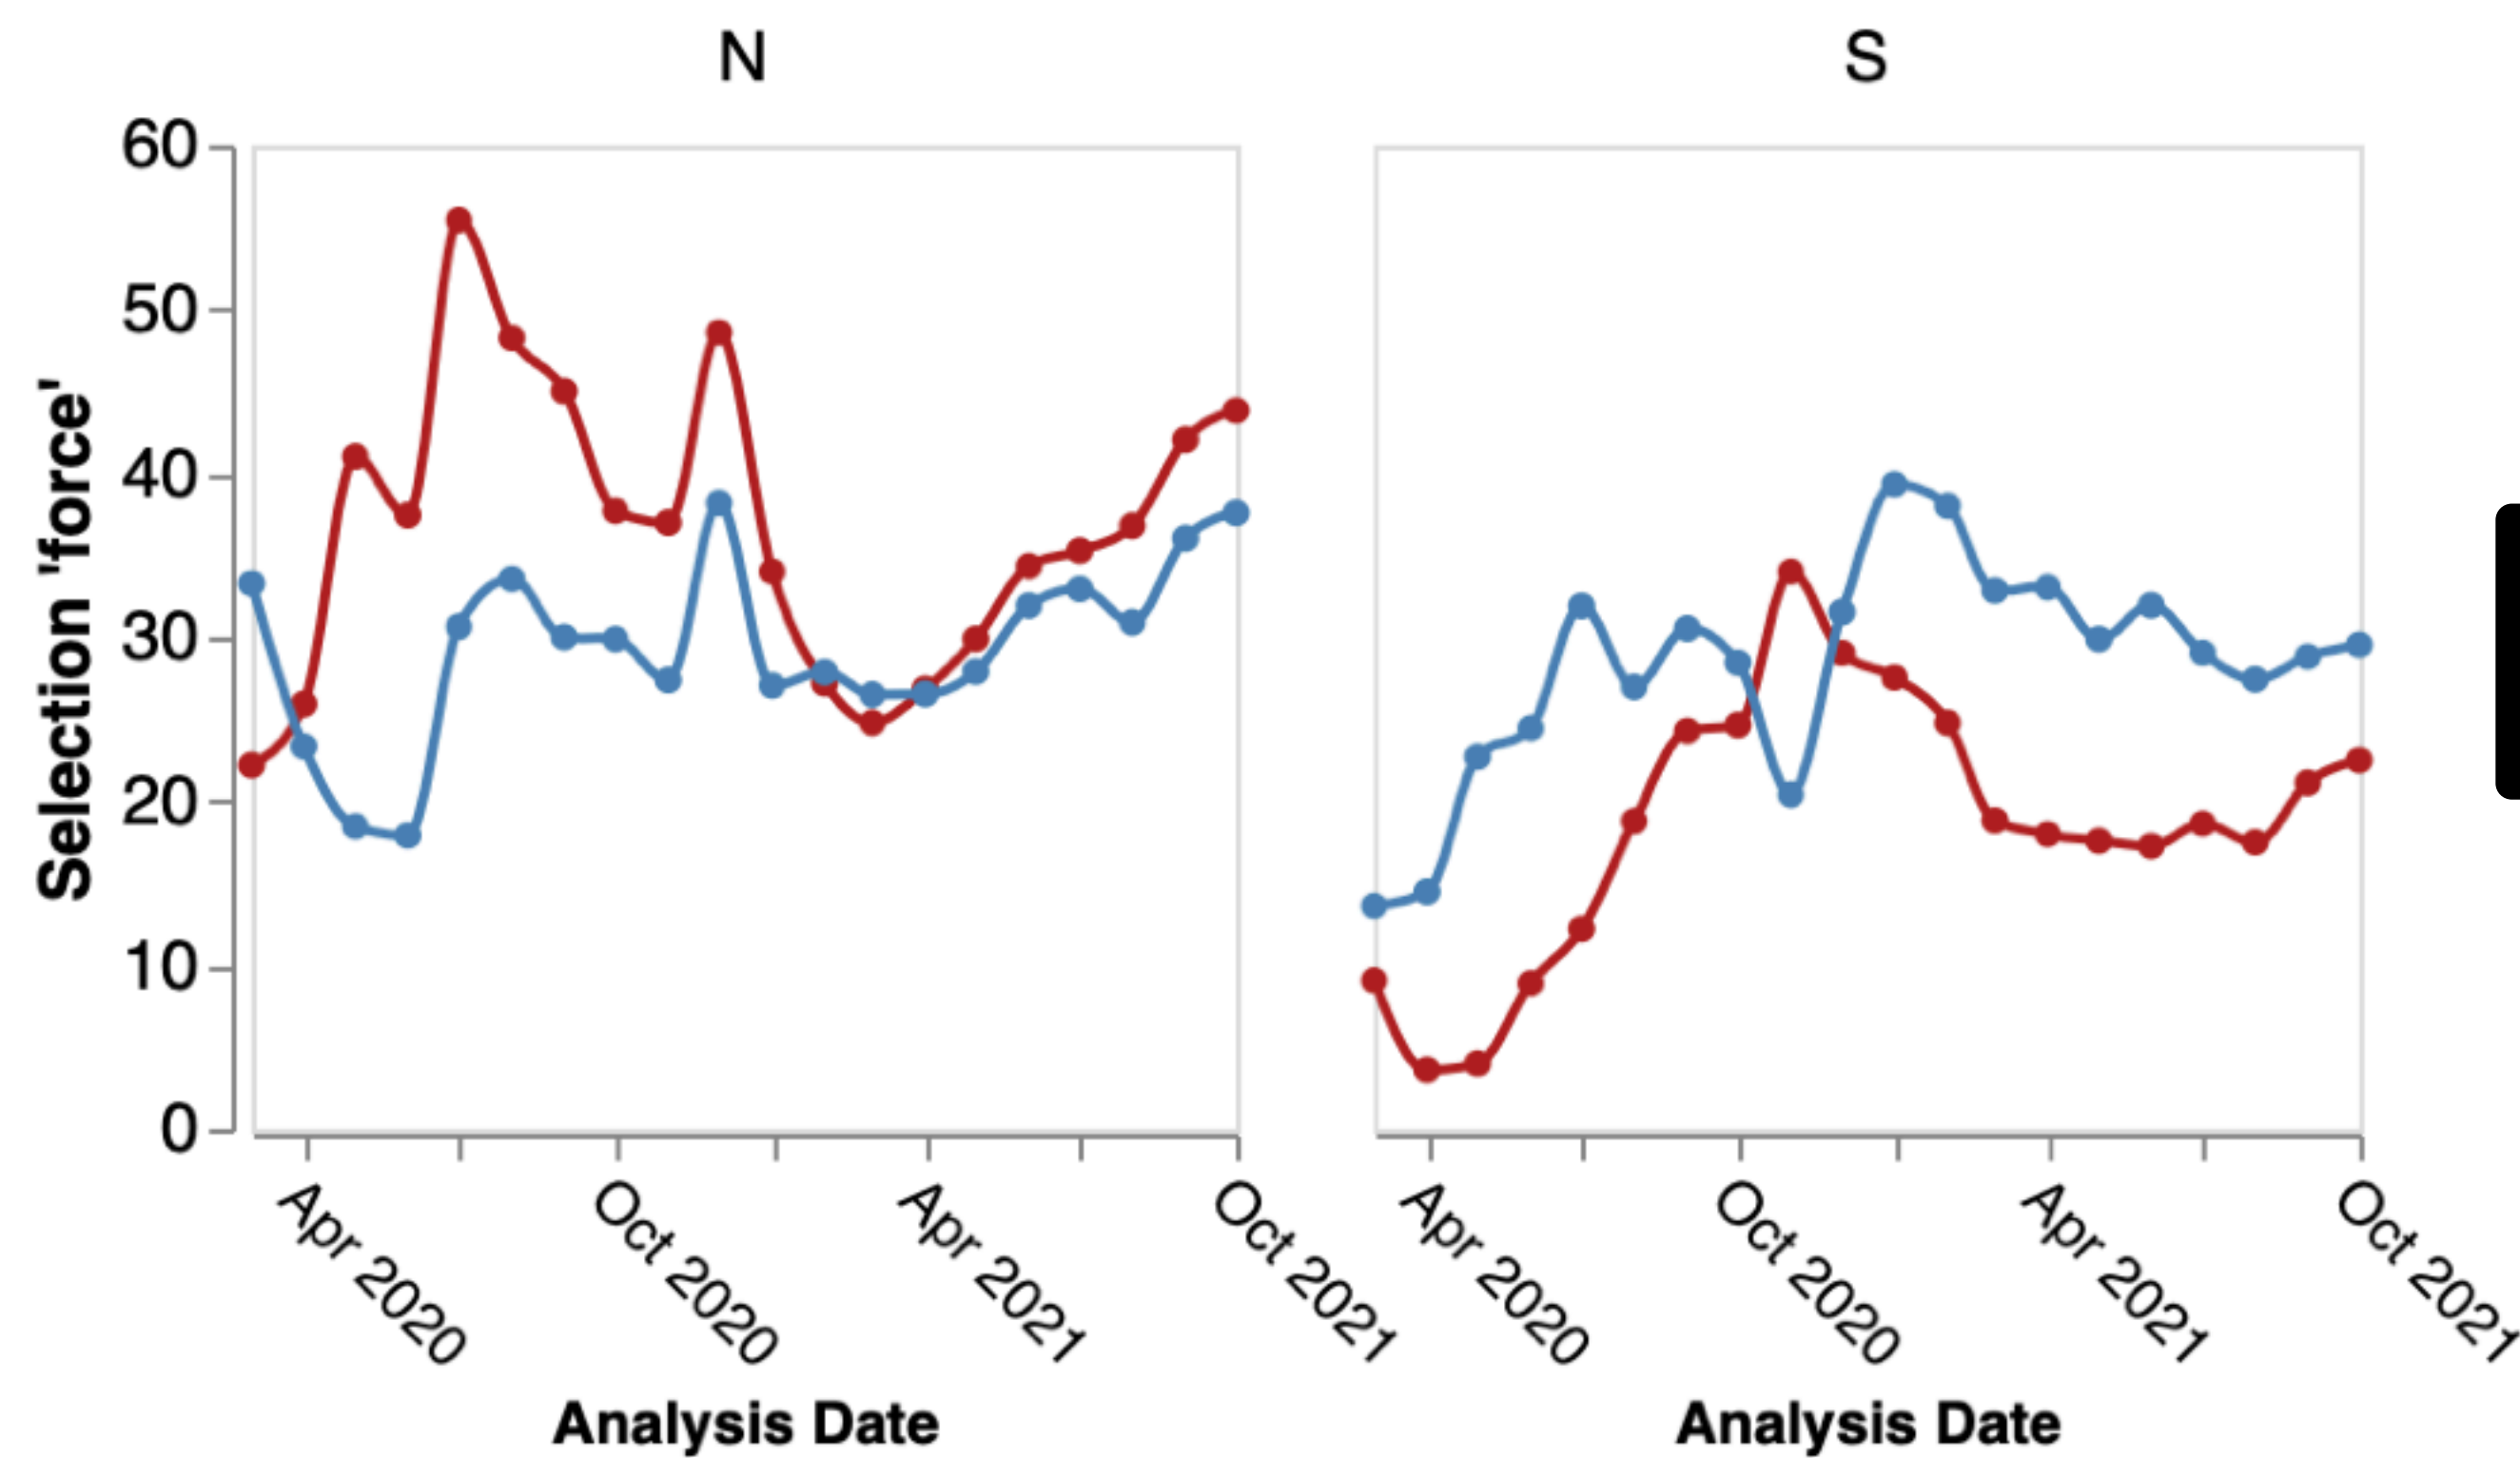 N
S
60
50
40
30
20
10
0
Selection 'force'
Apr 2020
Oct 2020
Apr 2021
Oct 2021
Apr 2020
Oct 2020
Apr 2021
Oct 2021
Analysis Date
Analysis Date